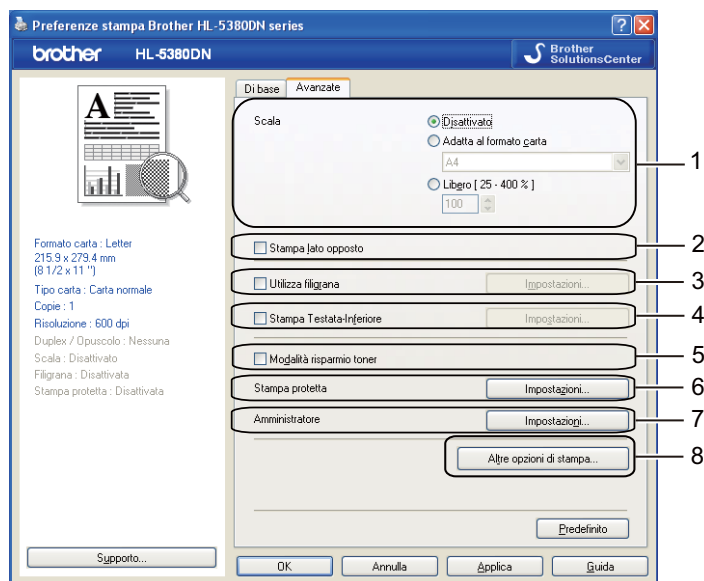 Preferenze stampa Brother HL-5380DN series
brother HL-5380DN
Brother
SolutionsCenter
Di base Avanzate
A
Scala
Disattivato
Adatta al formato carta
A4
Libero [ 25 - 400 % ]
100
1
Stampa lato opposto
2
Utilizza filigrana Impostazioni...
3
Stampa Testata-Inferiore Impostazioni...
4
Modalità risparmio toner
5
Stampa protetta Impostazioni...
6
Amministratore Impostazioni...
7
Altre opzioni di stampa...
8
Formato carta : Letter
215.9 x 279.4 mm
(8 1/2 x 11 '')
Tipo carta : Carta normale
Copie : 1
Risoluzione : 600 dpi
Duplex / Opuscolo : Nessuna
Scala : Disattivato
Filigrana : Disattivata
Stampa protetta : Disattivata
Predefinito
Supporto...
OK Annulla Applica Guida